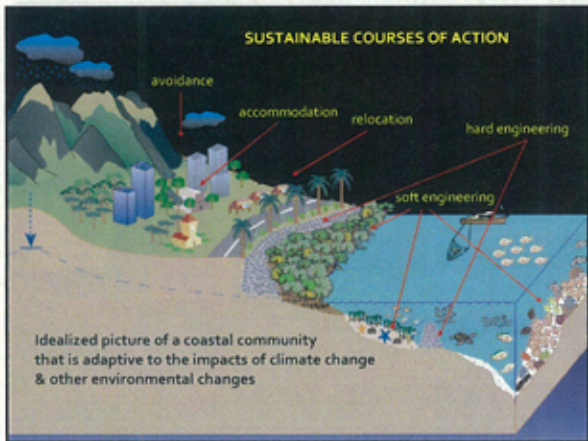 SUSTAINABLE COURSES OF ACTION
avoidance
accommodation
relocation
hard engineering
soft engineering
Idealized picture of a coastal community
that is adaptive to the impacts of climate change
& other environmental changes